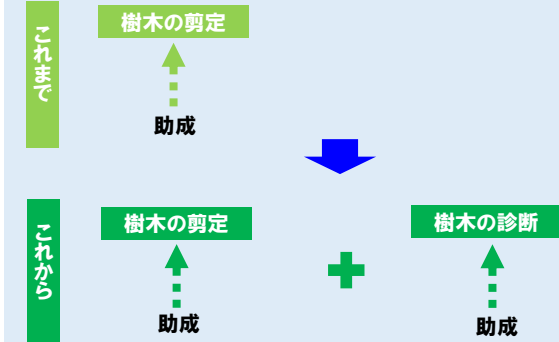 これまで
樹木の剪定
助成
これから
樹木の剪定
樹木の診断
助成
助成